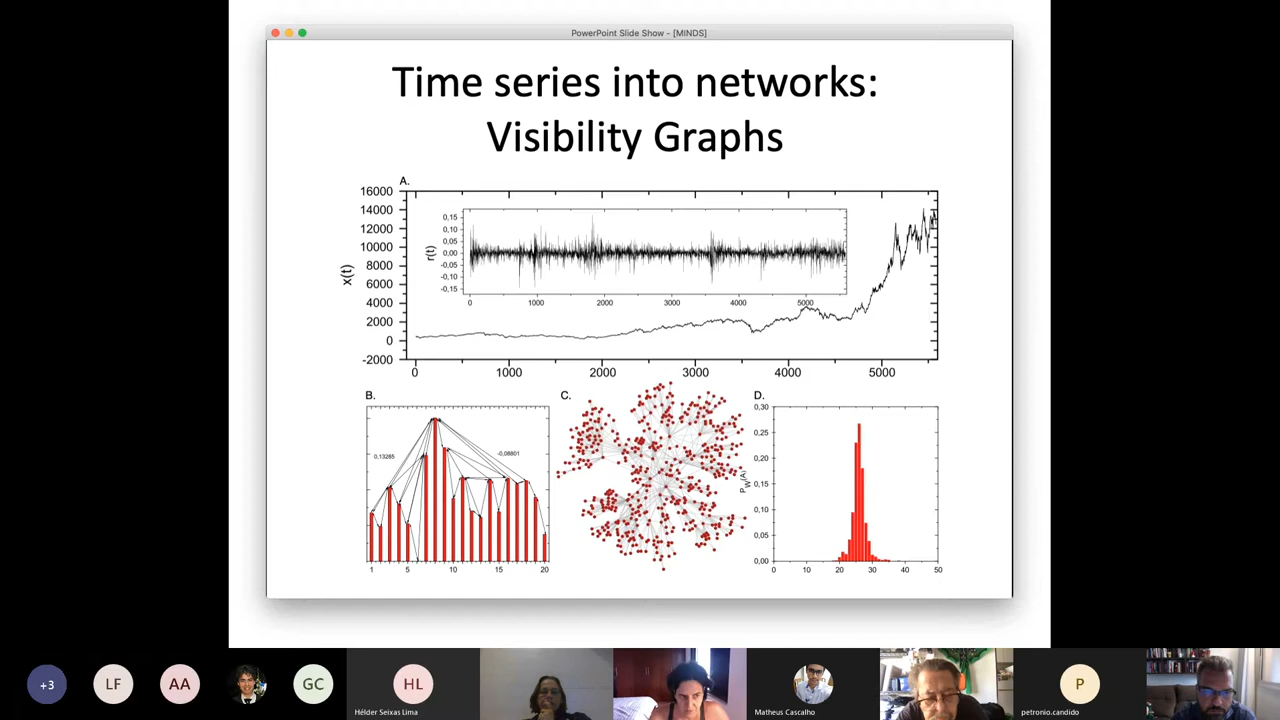 PowerPoint Slide Show - [MINDS]
Time series into networks:
Visibility Graphs
A.
16000
14000
12000
10000
8000
6000
4000
2000
0
-2000
x(t)
0 1000 2000 3000 4000 5000
0,15
0,10
0,05
0,00
-0,05
-0,10
-0,15
r(t)
0 1000 2000 3000 4000 5000
B.
0,13285
-0,08801
1 5 10 15 20
C.
D.
0,30
0,25
0,20
0,15
0,10
0,05
0,00
0 10 20 30 40 50
+3
LF
AA
GC
HL
Hélder Seixas Lima
Matheus Cascalho
P
petronio.candido